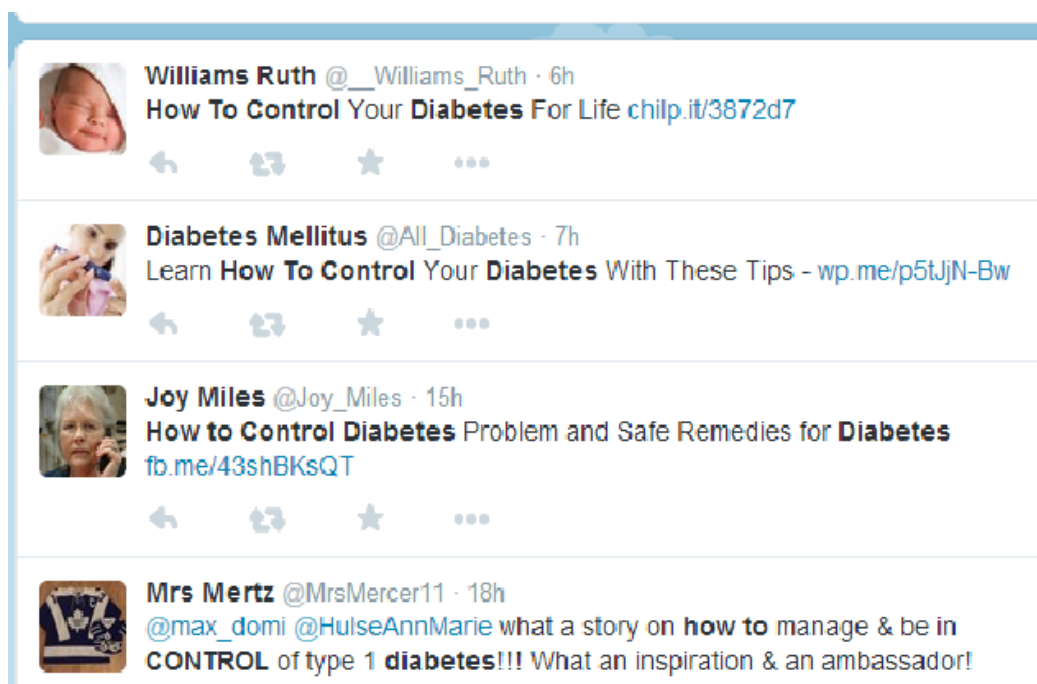 Williams Ruth @__Williams_Ruth · 6h
How To Control Your Diabetes For Life chilp.it/3872d7
Diabetes Mellitus @All_Diabetes · 7h
Learn How To Control Your Diabetes With These Tips - wp.me/p5tJjN-Bw
Joy Miles @Joy_Miles · 15h
How to Control Diabetes Problem and Safe Remedies for Diabetes
fb.me/43shBKsQT
Mrs Mertz @MrsMercer11 · 18h
@max_domi @HulseAnnMarie what a story on how to manage & be in
CONTROL of type 1 diabetes!!! What an inspiration & an ambassador!